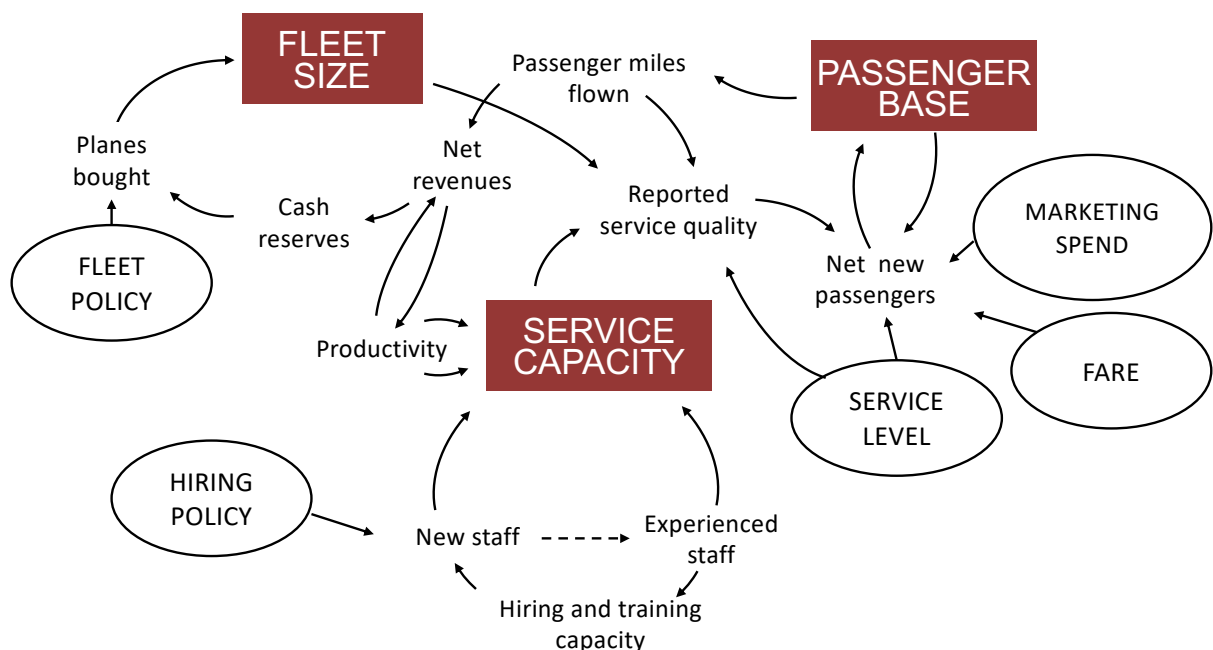 FLEET
SIZE
Passenger miles
flown
PASSENGER
BASE
Planes
bought
Net
revenues
Cash
reserves
Reported
service quality
MARKETING
SPEND
FLEET
POLICY
Net new
passengers
Productivity
SERVICE
CAPACITY
FARE
SERVICE
LEVEL
HIRING
POLICY
New staff
Experienced
staff
Hiring and training
capacity